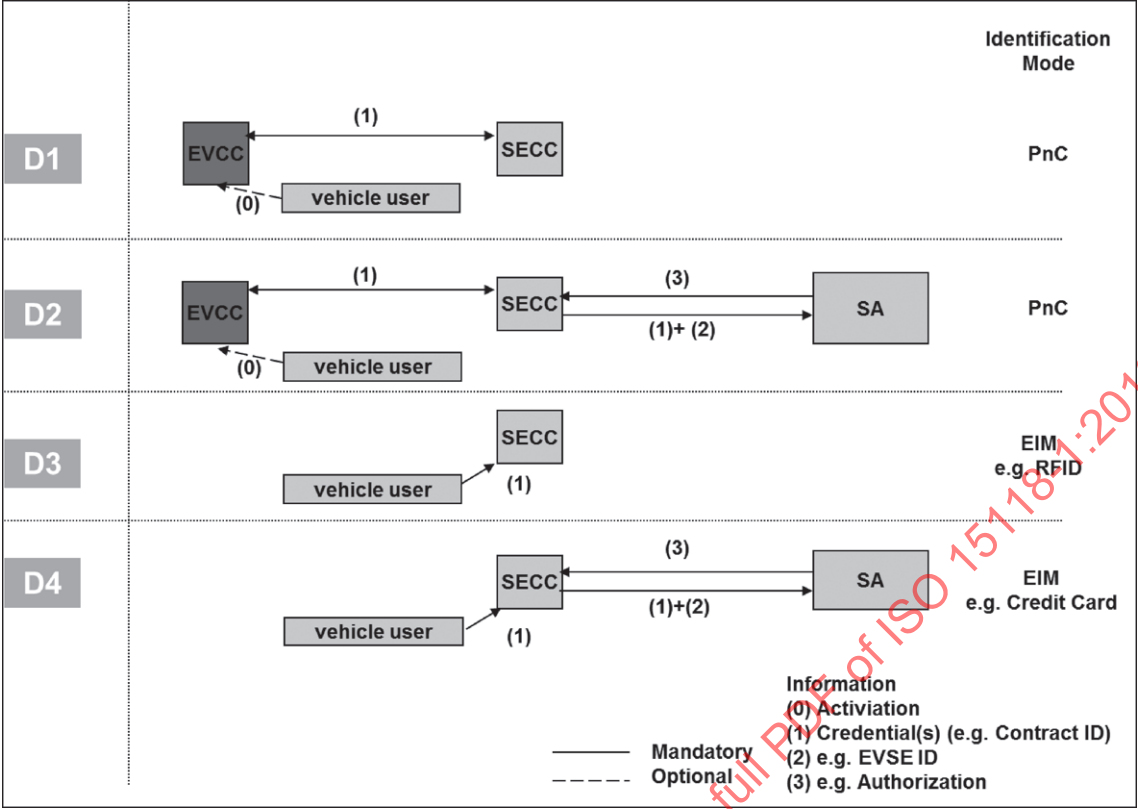 Identification
Mode
D1
EVCC
(1)
SECC
PnC
(0)
vehicle user
D2
EVCC
(1)
SECC
(3)
(1)+ (2)
SA
PnC
(0)
vehicle user
D3
SECC
vehicle user
(1)
EIM
e.g. RFID
D4
SECC
(3)
(1)+(2)
SA
EIM
e.g. Credit Card
vehicle user
(1)
Information
(0) Activiation
(1) Credential(s) (e.g. Contract ID)
(2) e.g. EVSE ID
(3) e.g. Authorization
Mandatory
Optional
full PDF of ISO 15118-1:201